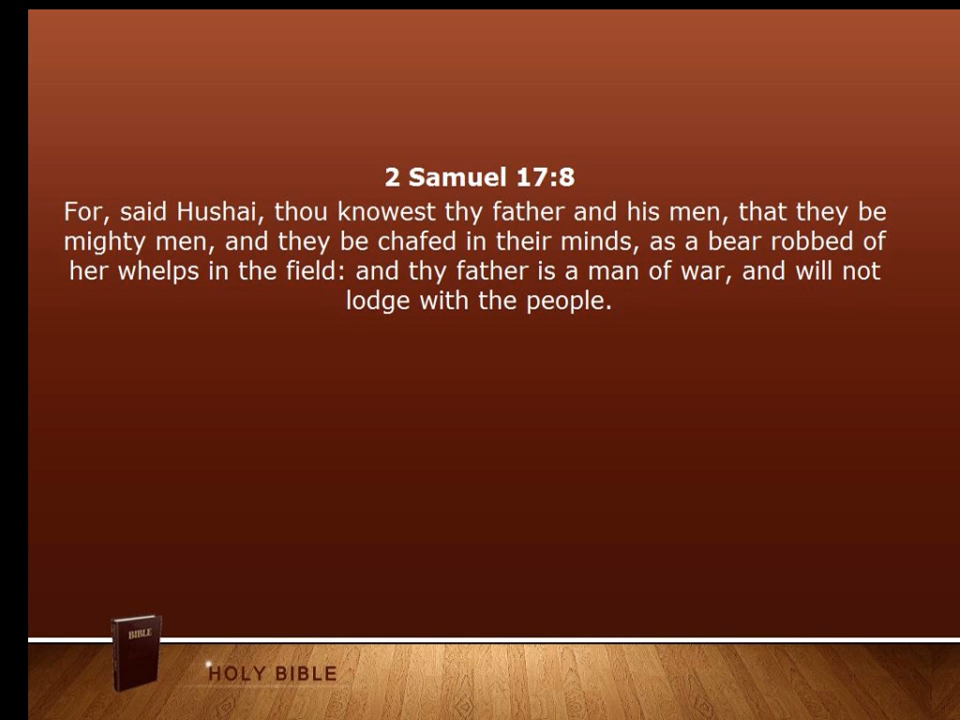 2 Samuel 17:8
For, said Hushai, thou knowest thy father and his men, that they be
mighty men, and they be chafed in their minds, as a bear robbed of
her whelps in the field: and thy father is a man of war, and will not
lodge with the people.
BIBLE
HOLY BIBLE